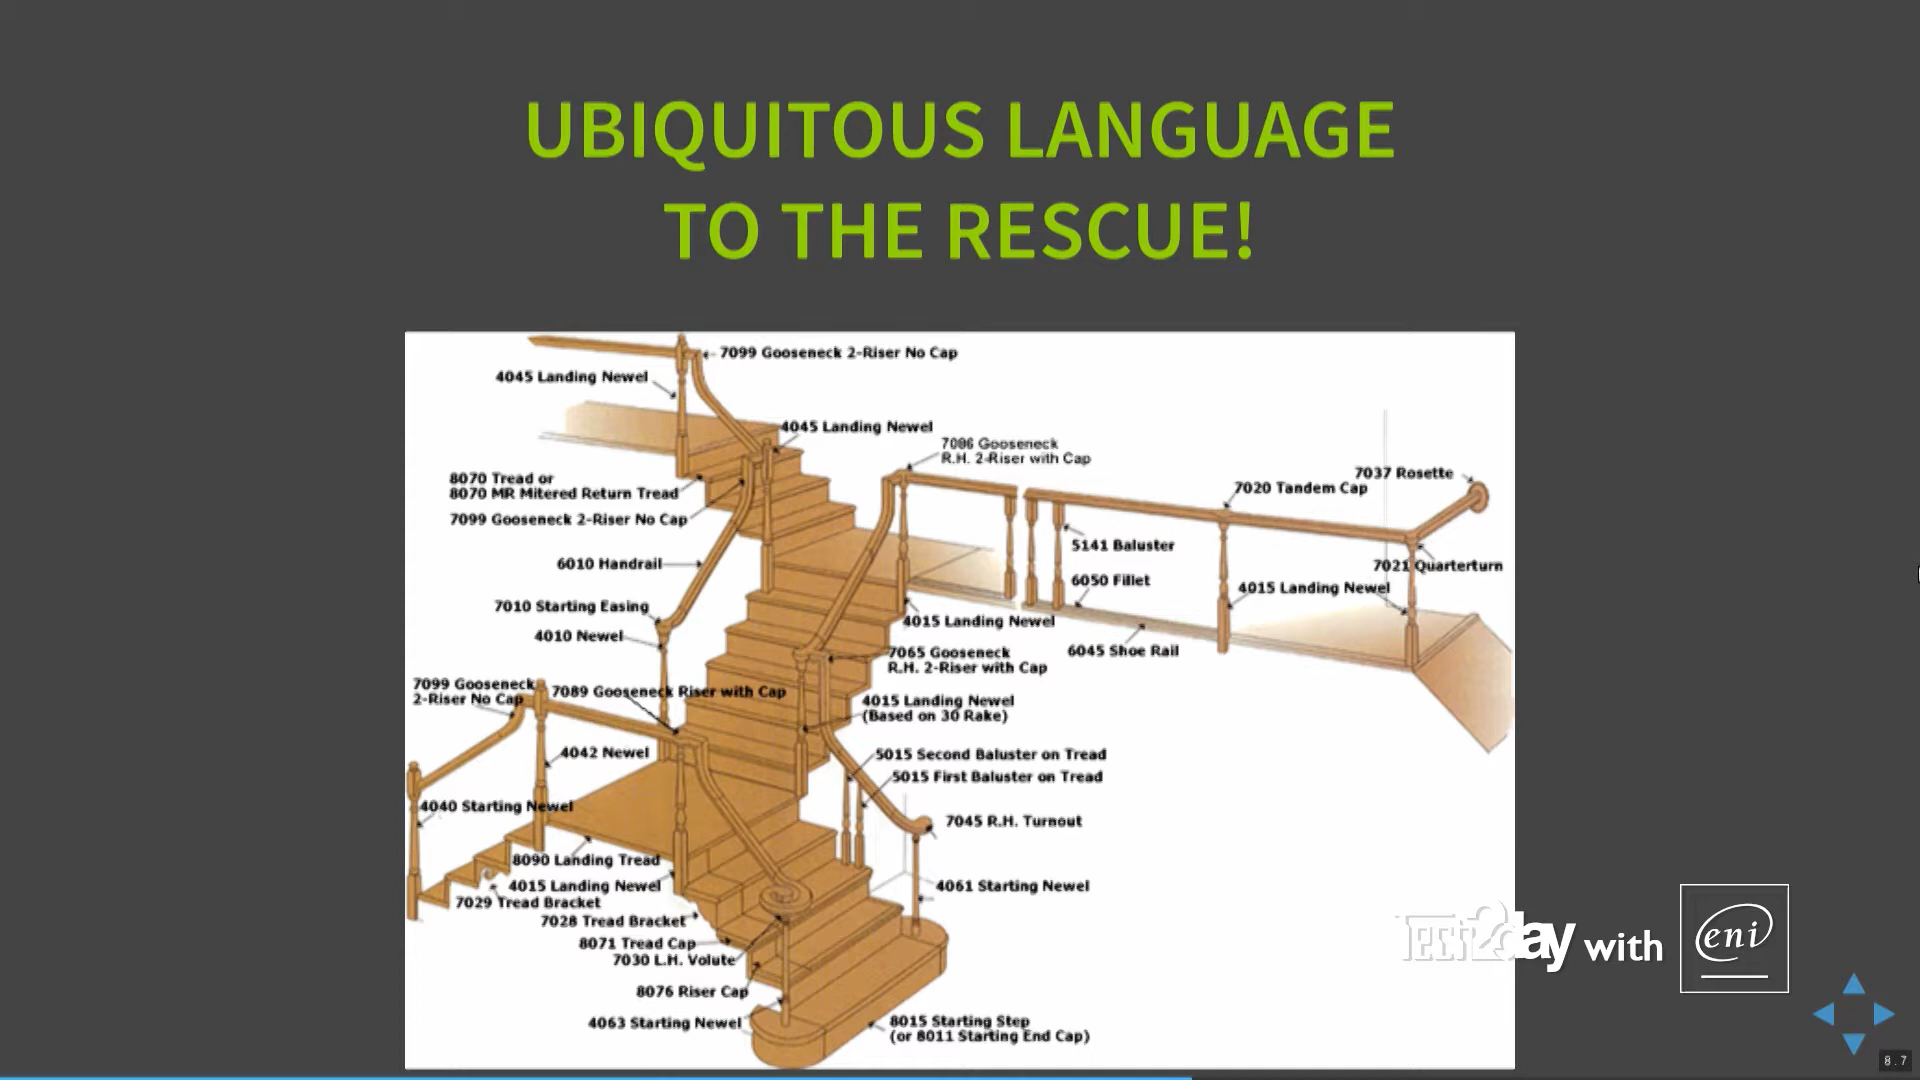 UBIQUITOUS LANGUAGE
TO THE RESCUE!
7099 Gooseneck 2-Riser No Cap
4045 Landing Newel
4045 Landing Newel
7086 Gooseneck
R.H. 2-Riser with Cap
7037 Rosette
8070 Tread or
8070 MR Mitered Return Tread
7020 Tandem Cap
7099 Gooseneck 2-Riser No Cap
5141 Baluster
6010 Handrail
7021 Quarterturn
6050 Fillet
4015 Landing Newel
7010 Starting Easing
4015 Landing Newel
4010 Newel
7065 Gooseneck
R.H. 2-Riser with Cap
6045 Shoe Rail
7099 Gooseneck
2-Riser No Cap
7089 Gooseneck Riser with Cap
4015 Landing Newel
(Based on 30 Rake)
4042 Newel
5015 Second Baluster on Tread
5015 First Baluster on Tread
4040 Starting Newel
7045 R.H. Turnout
8090 Landing Tread
4015 Landing Newel
4061 Starting Newel
7029 Tread Bracket
7028 Tread Bracket
8071 Tread Cap
7030 L.H. Volute
8076 Riser Cap
4063 Starting Newel
8015 Starting Step
(or 8011 Starting End Cap)
Tech2day with eni
8.7